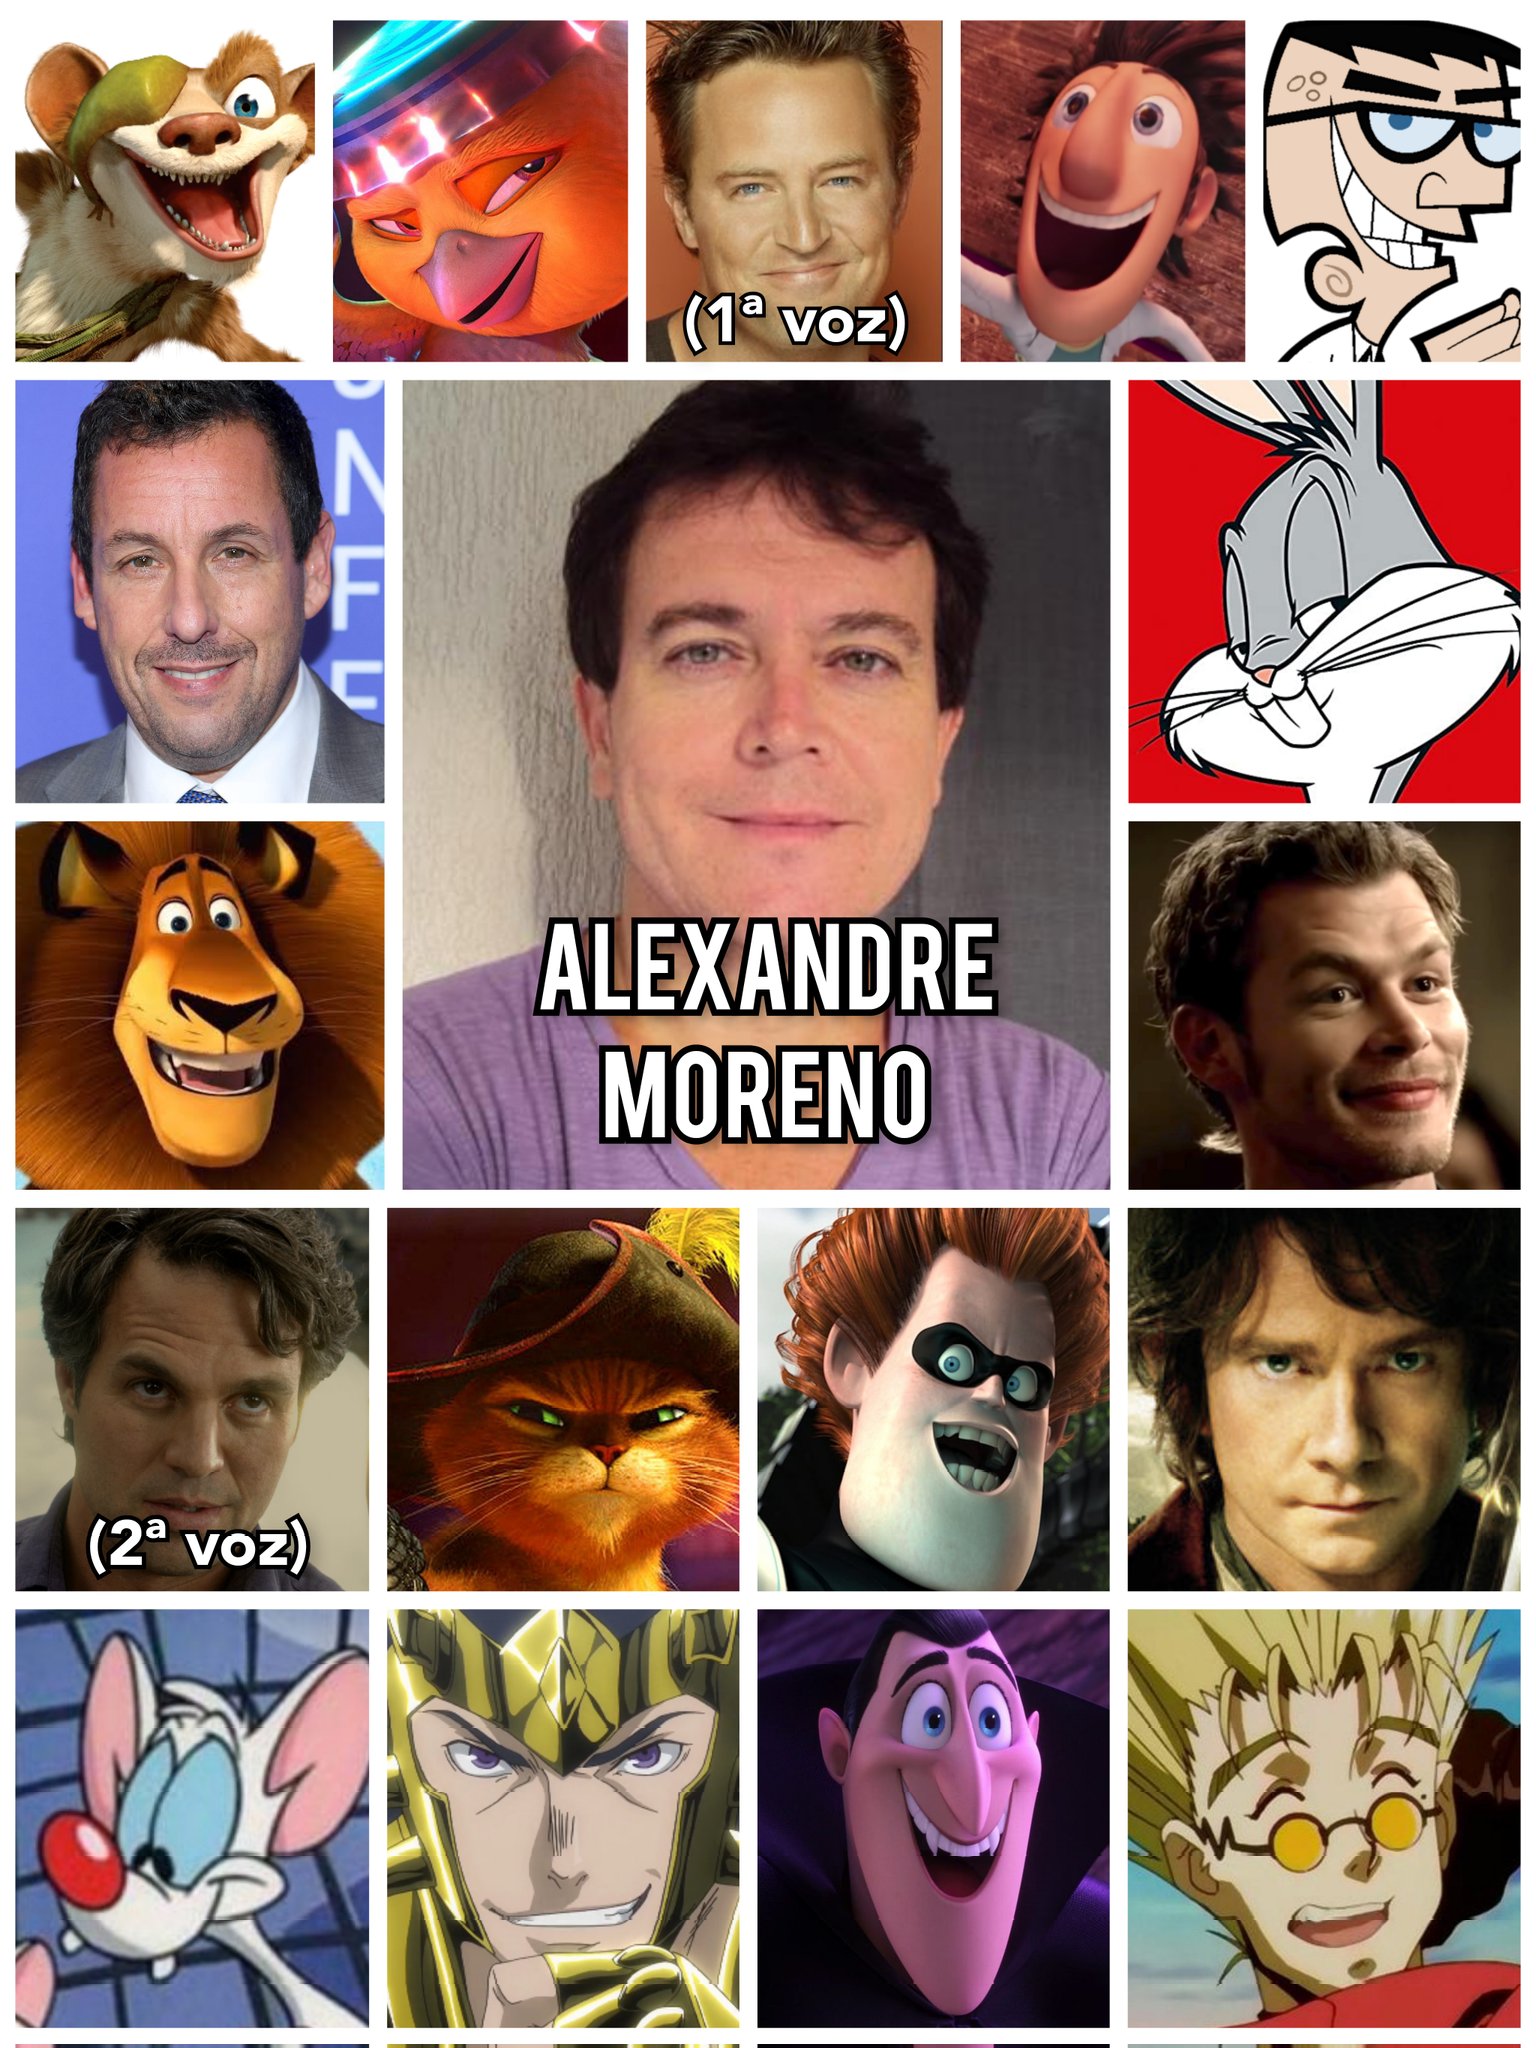 (1ª voz)
N
F
F
ALEXANDRE
MORENO
(2ª voz)